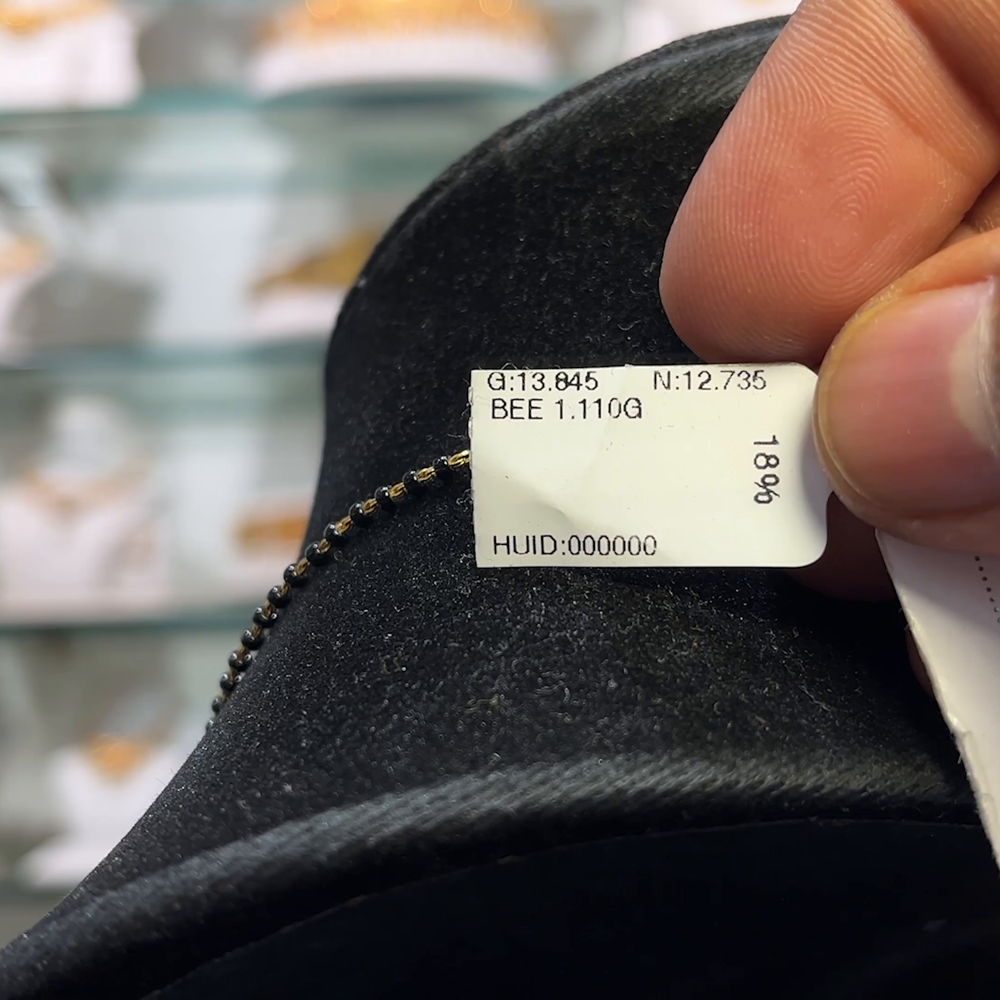 G:13.845 N:12.735
BEE 1.110G
18%
HUID:000000